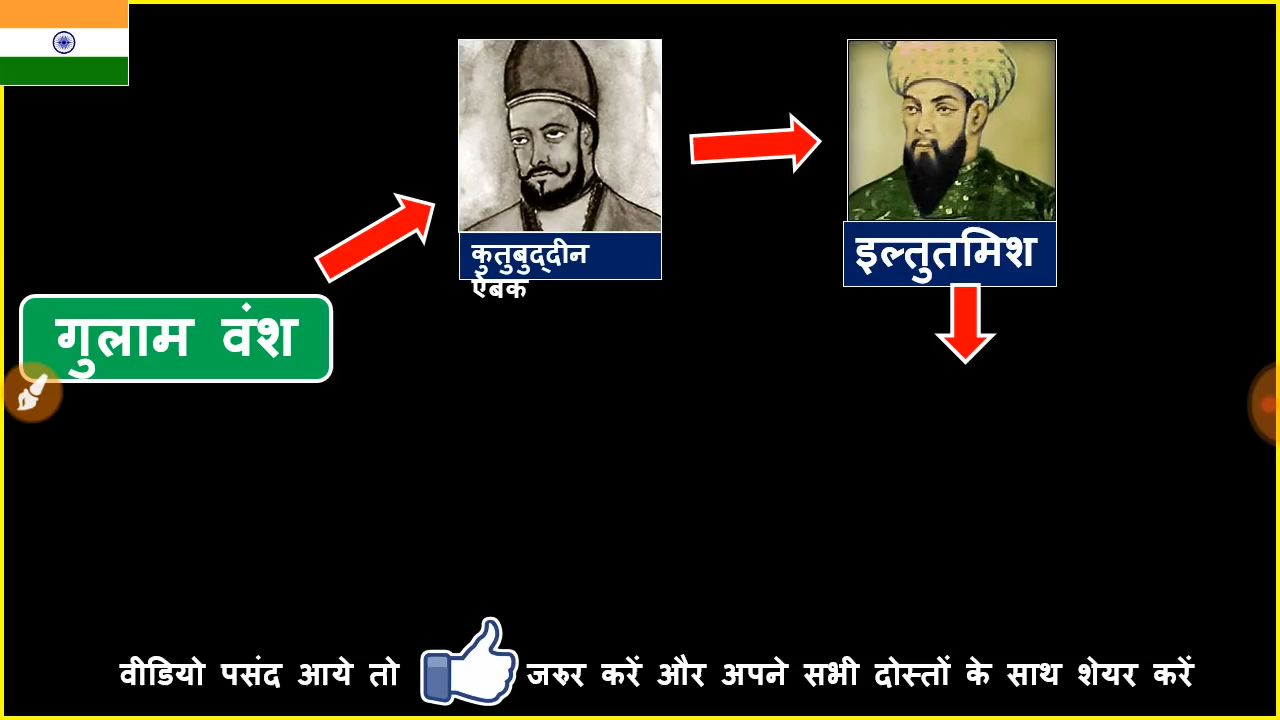 कुतुबुद्दीन
ऐबक
इल्तुतमिश
गुलाम वंश
वीडियो पसंद आये तो जरुर करें और अपने सभी दोस्तों के साथ शेयर करें